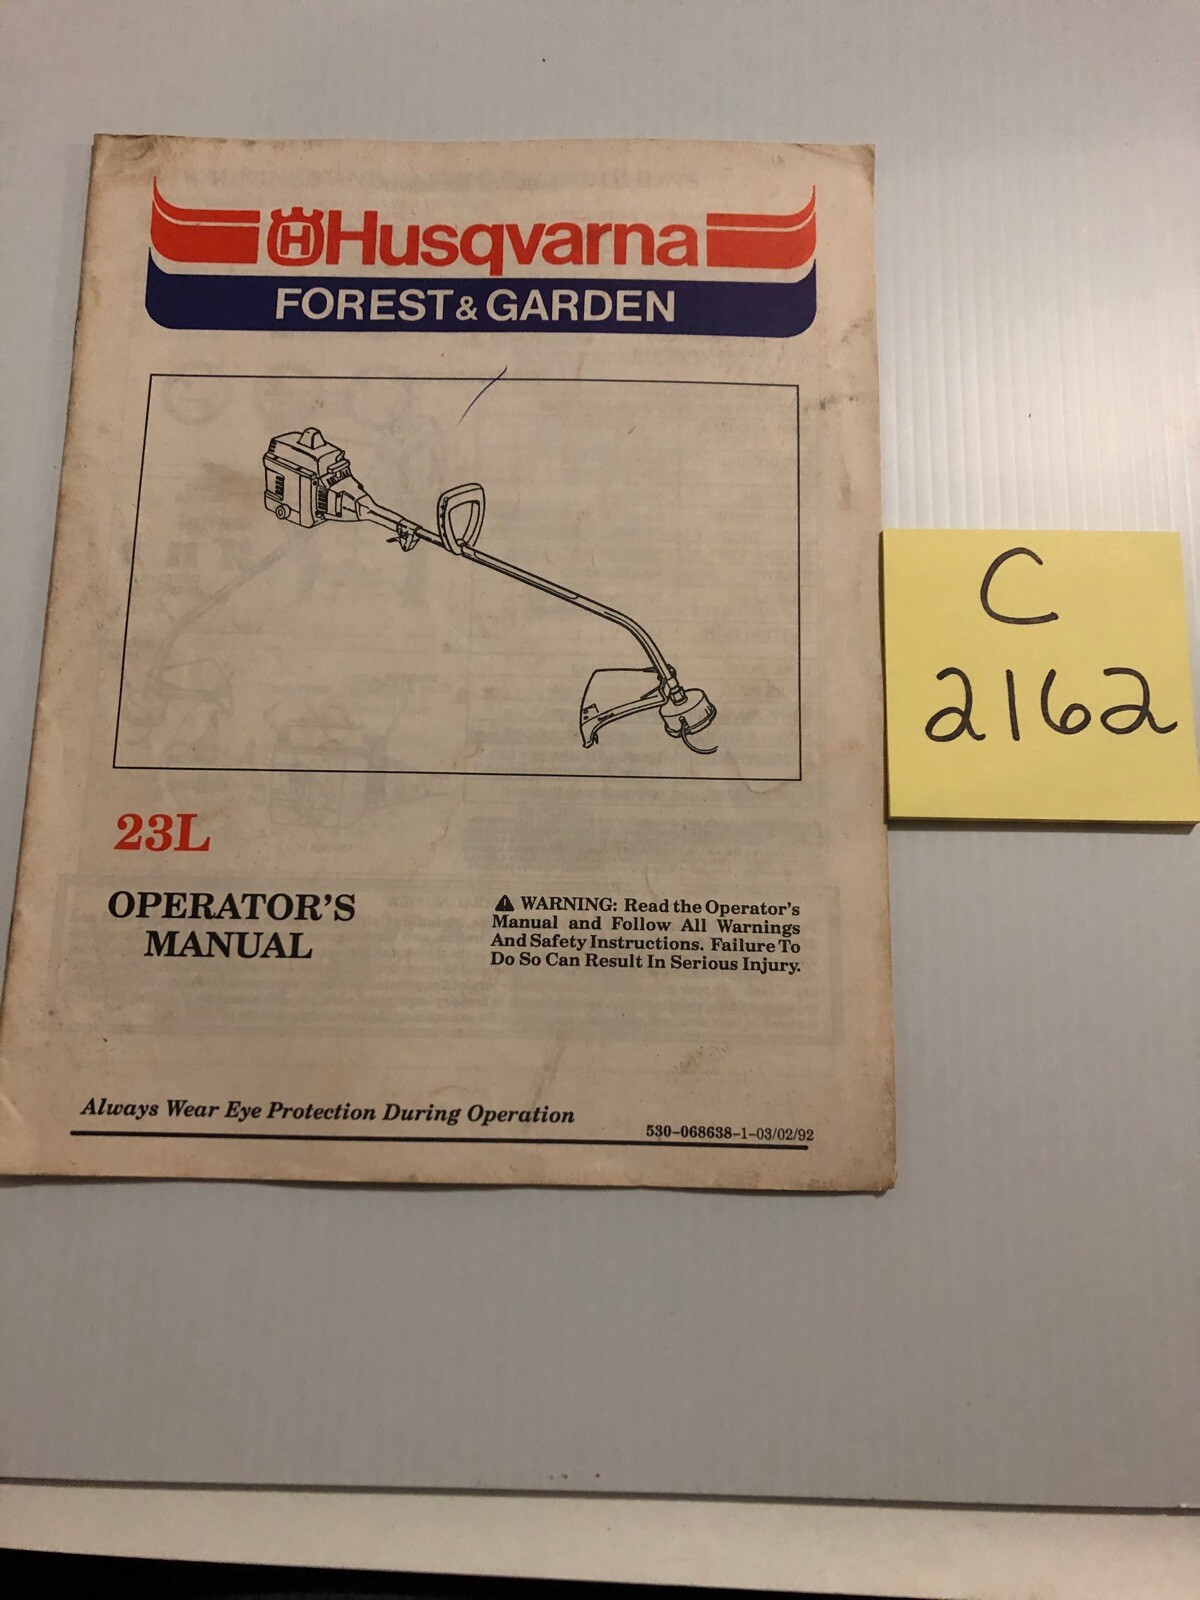 Husqvarna
FOREST & GARDEN
23L
OPERATOR'S
MANUAL
WARNING: Read the Operator's
Manual and Follow All Warnings
And Safety Instructions. Failure To
Do So Can Result In Serious Injury.
Always Wear Eye Protection During Operation
530-068638-1-03/02/92
C
2162